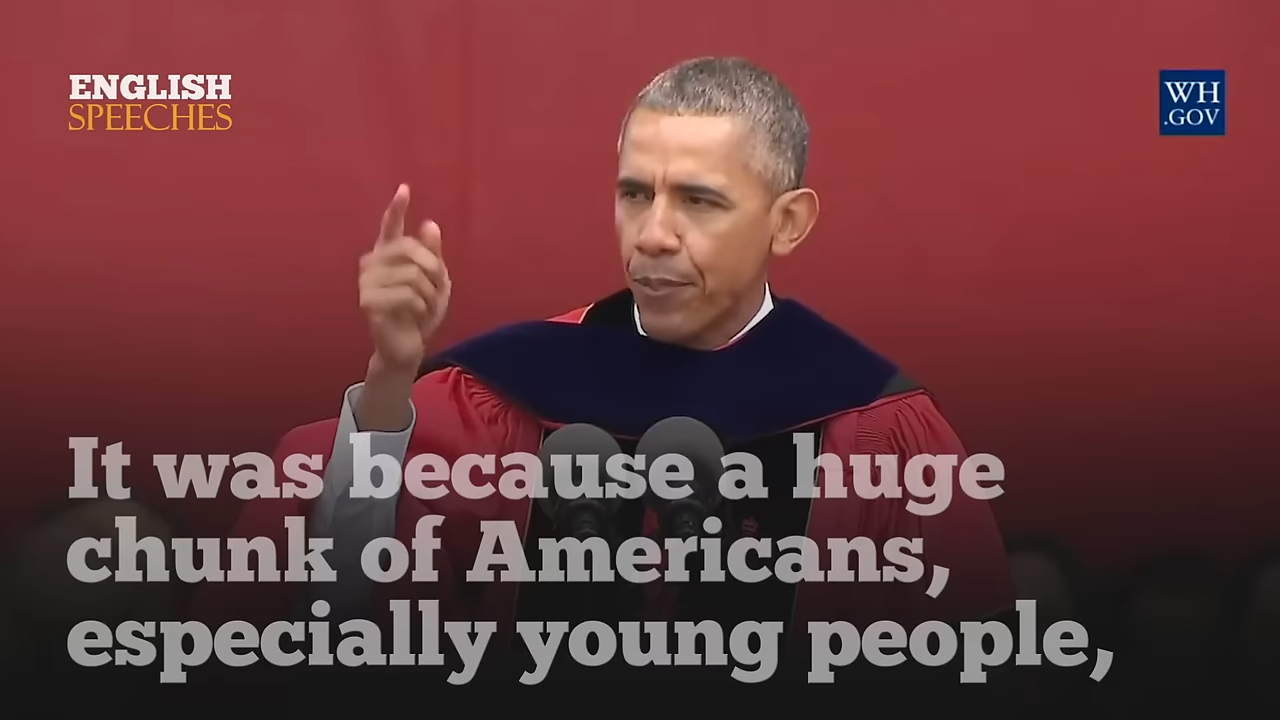 ENGLISH
SPEECHES
WH
.GOV
It was because a huge
chunk of Americans,
especially young people,